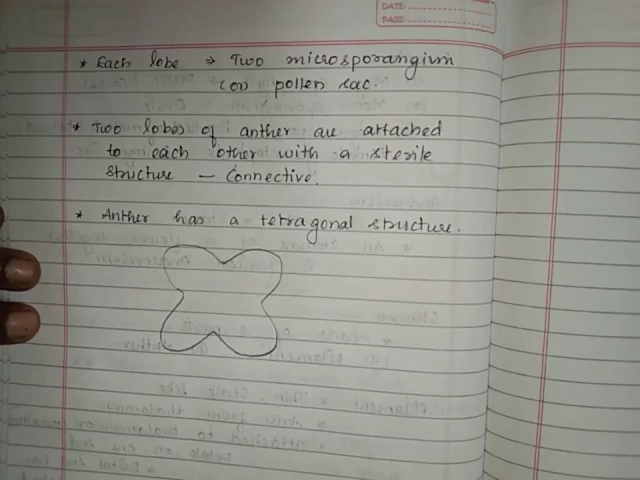 DATE
PAGE
* Each lobe → Two microsporangium
(or) pollen sac.
* Two lobes of anther are attached
to each other with a sterile
structure – Connective.
* Anther has a tetragonal structure.